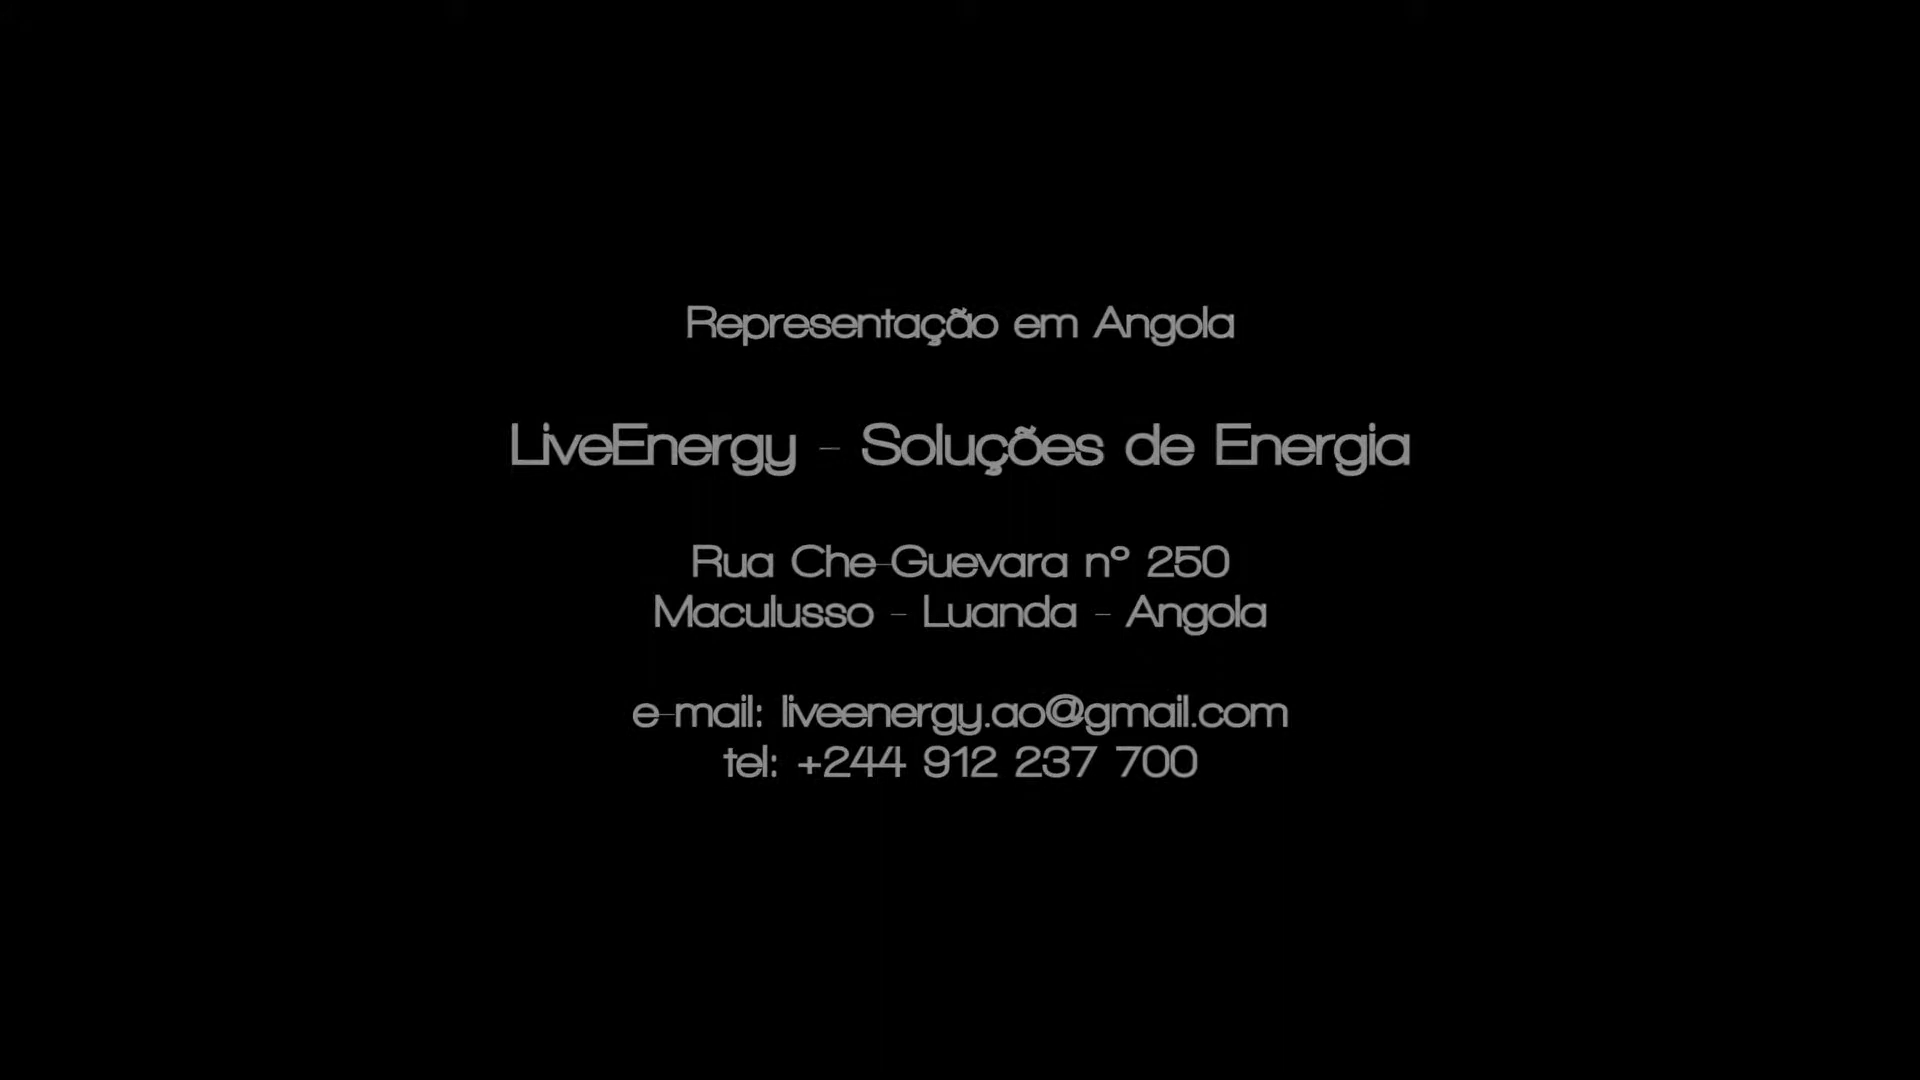 Representação em Angola
LiveEnergy - Soluções de Energia
Rua Che-Guevara nº 250
Maculusso - Luanda - Angola
e-mail: liveenergy.ao@gmail.com
tel: +244 912 237 700